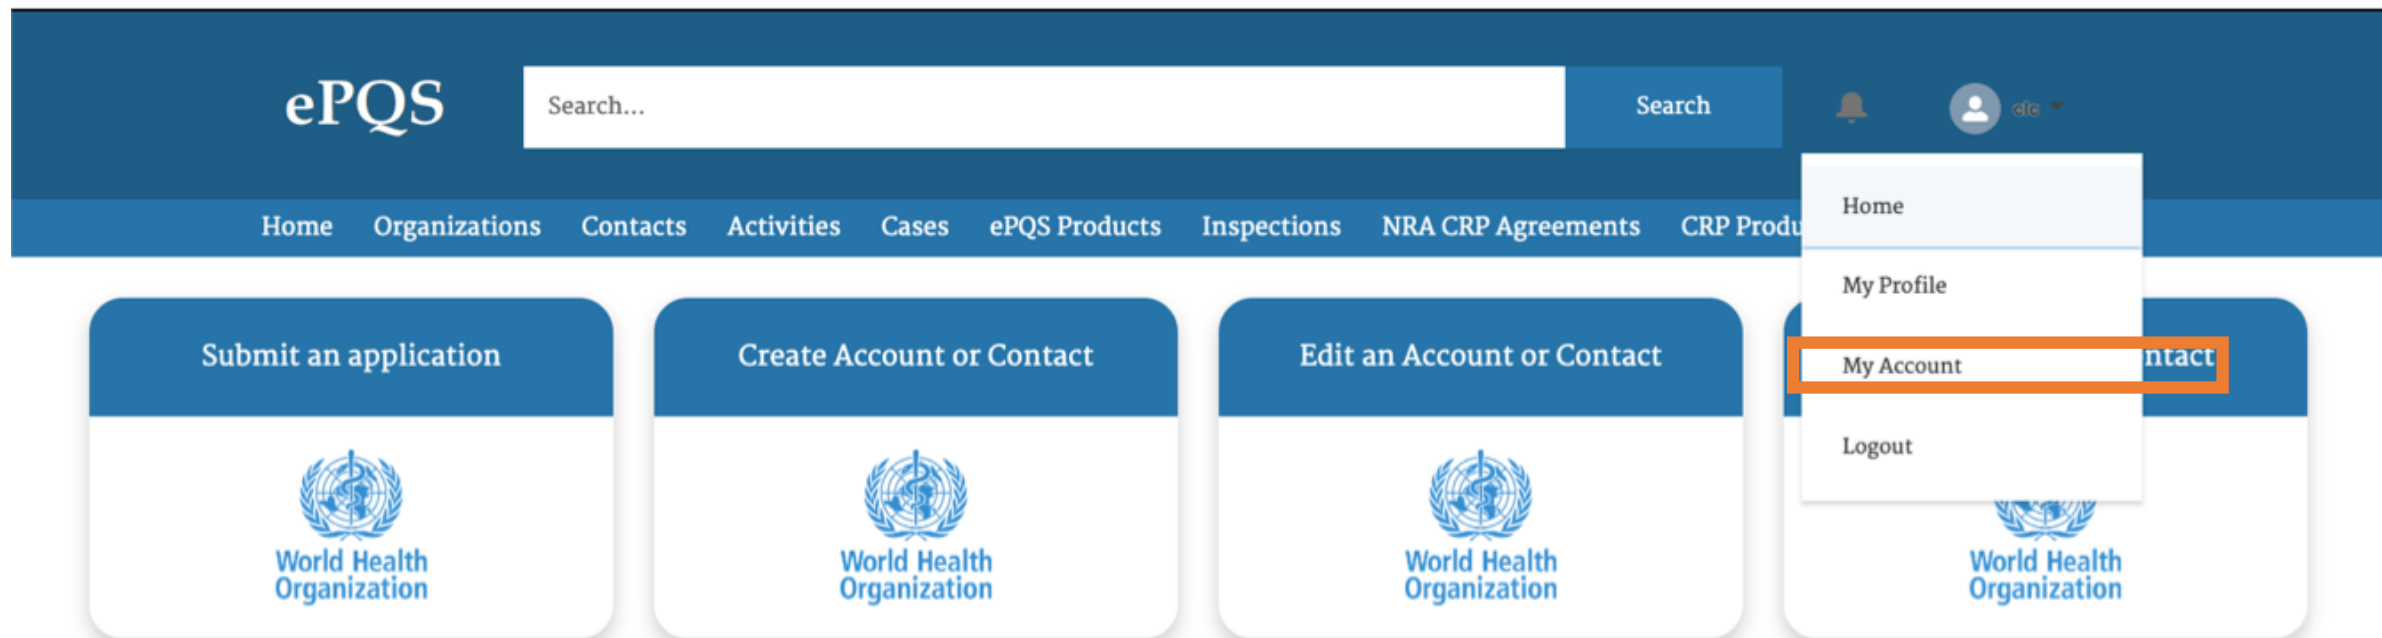 ePQS
Search...
Search
cfc
Home Organizations Contacts Activities Cases ePQS Products Inspections NRA CRP Agreements CRP Produ
Home
My Profile
My Account
Logout
Submit an application
Create Account or Contact
Edit an Account or Contact
ntact
World Health
Organization
World Health
Organization
World Health
Organization
World Health
Organization